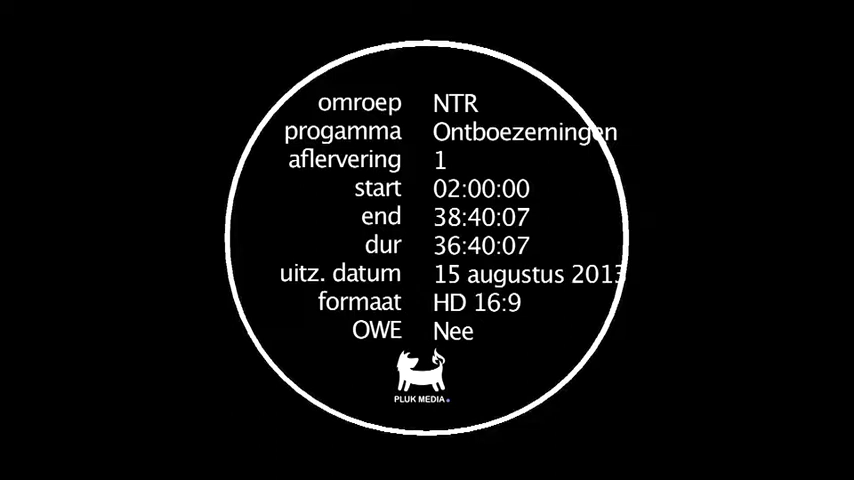 omroep NTR
progamma Ontboezemingen
aflervering 1
start 02:00:00
end 38:40:07
dur 36:40:07
uitz. datum 15 augustus 2013
formaat HD 16:9
OWE Nee
PLUK MEDIA